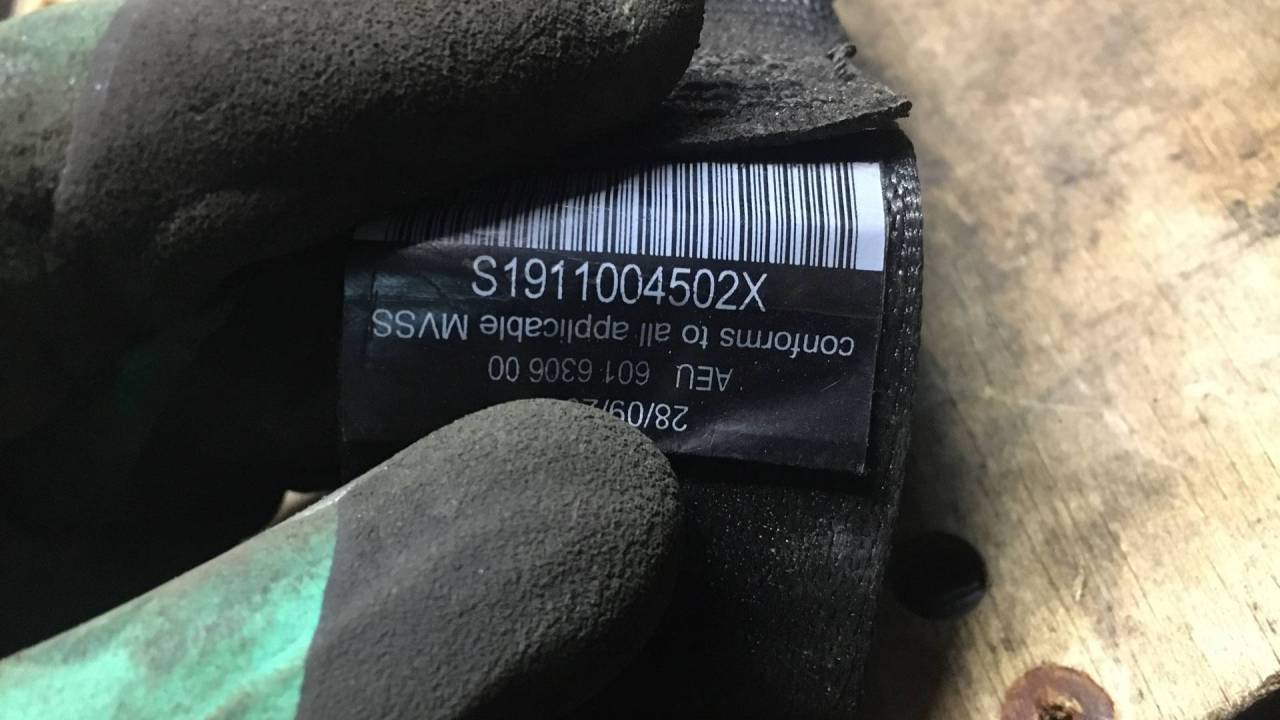 S1911004502X
conforms to all applicable MVSS
AEU 601 6306 00
28/09/